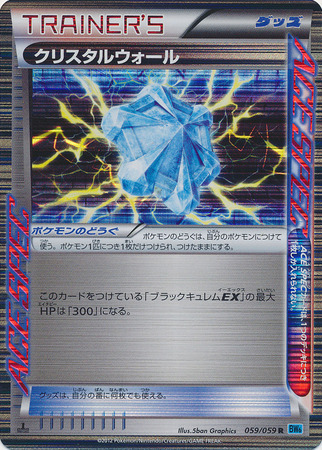 TRAINER'S
グッズ
クリスタルウォール
ACE SPEC
ACE SPEC
ポケモンのどうぐ
ポケモンのどうぐは、自分のポケモンにつけて
使う。ポケモン1匹につき1枚だけつけられ、つけたままにする。
このカードをつけている「ブラックキュレムEX」の最大
HPは「300」になる。
グッズは、自分の番に何枚でも使える。
Illus.5ban Graphics
059/059 R
BW6
©2012 Pokémon/Nintendo/Creatures/GAME FREAK.